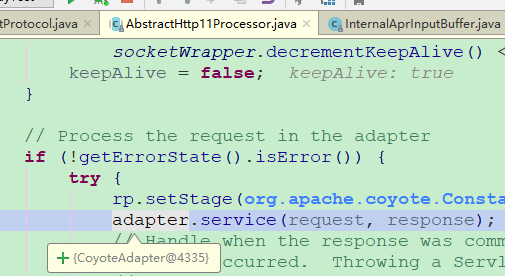 tProtocol.java AbstractHttp11Processor.java InternalAprInputBuffer.java
socketWrapper.decrementKeepAlive() <
keepAlive = false; keepAlive: true
}
// Process the request in the adapter
if (!getErrorState().isError()) {
try {
rp.setStage(org.apache.coyote.Consta
adapter.service(request, response);
// Handle when the response was comm
{CoyoteAdapter@4335} occurred. Throwing a Servl